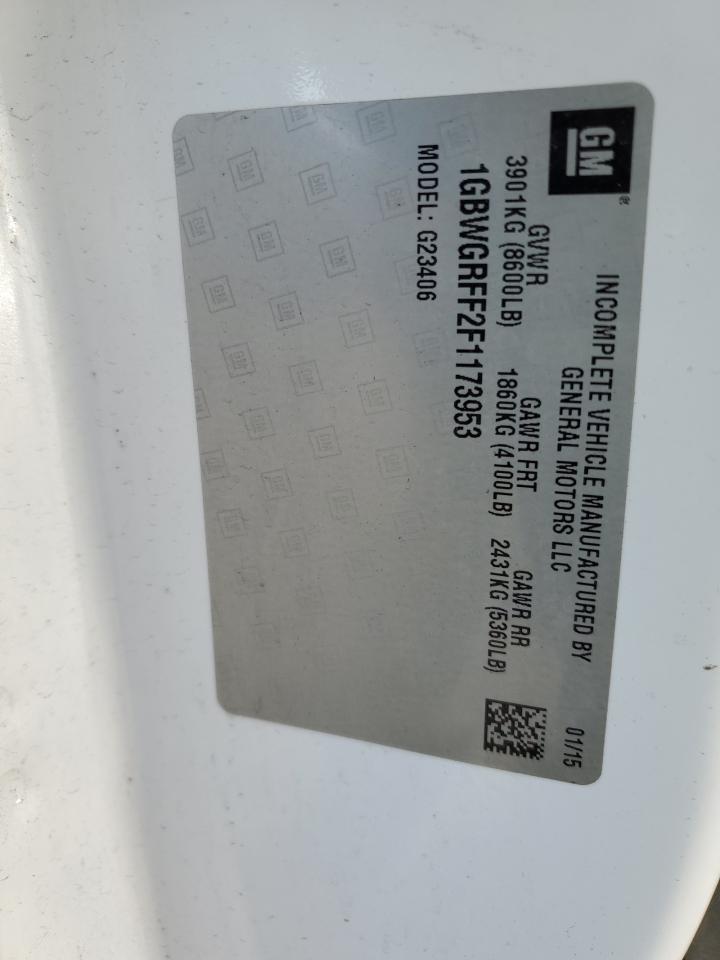 GM®
INCOMPLETE VEHICLE MANUFACTURED BY
GENERAL MOTORS LLC
01/15
GVWR GAWR FRT GAWR RR
3901KG (8600LB) 1860KG (4100LB) 2431KG (5360LB)
1GBWGRFF2F1173953
MODEL: G23406